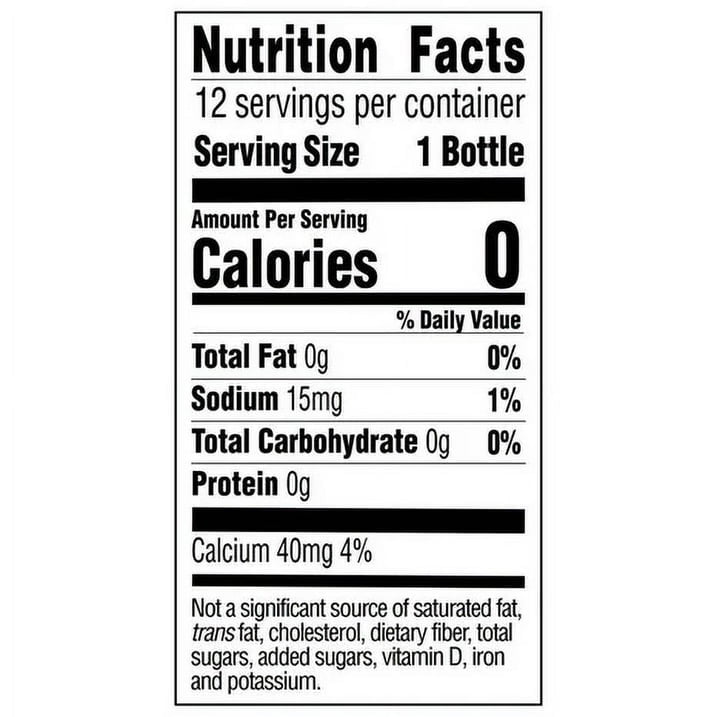 Nutrition Facts
12 servings per container
Serving Size 1 Bottle
Amount Per Serving
Calories 0
% Daily Value
Total Fat 0g 0%
Sodium 15mg 1%
Total Carbohydrate 0g 0%
Protein 0g
Calcium 40mg 4%
Not a significant source of saturated fat,
trans fat, cholesterol, dietary fiber, total
sugars, added sugars, vitamin D, iron
and potassium.